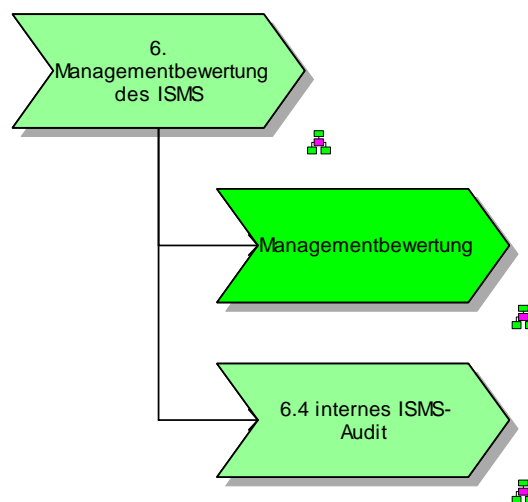 6.
Managementbewertung
des ISMS
Managementbewertung
6.4 internes ISMS-
Audit